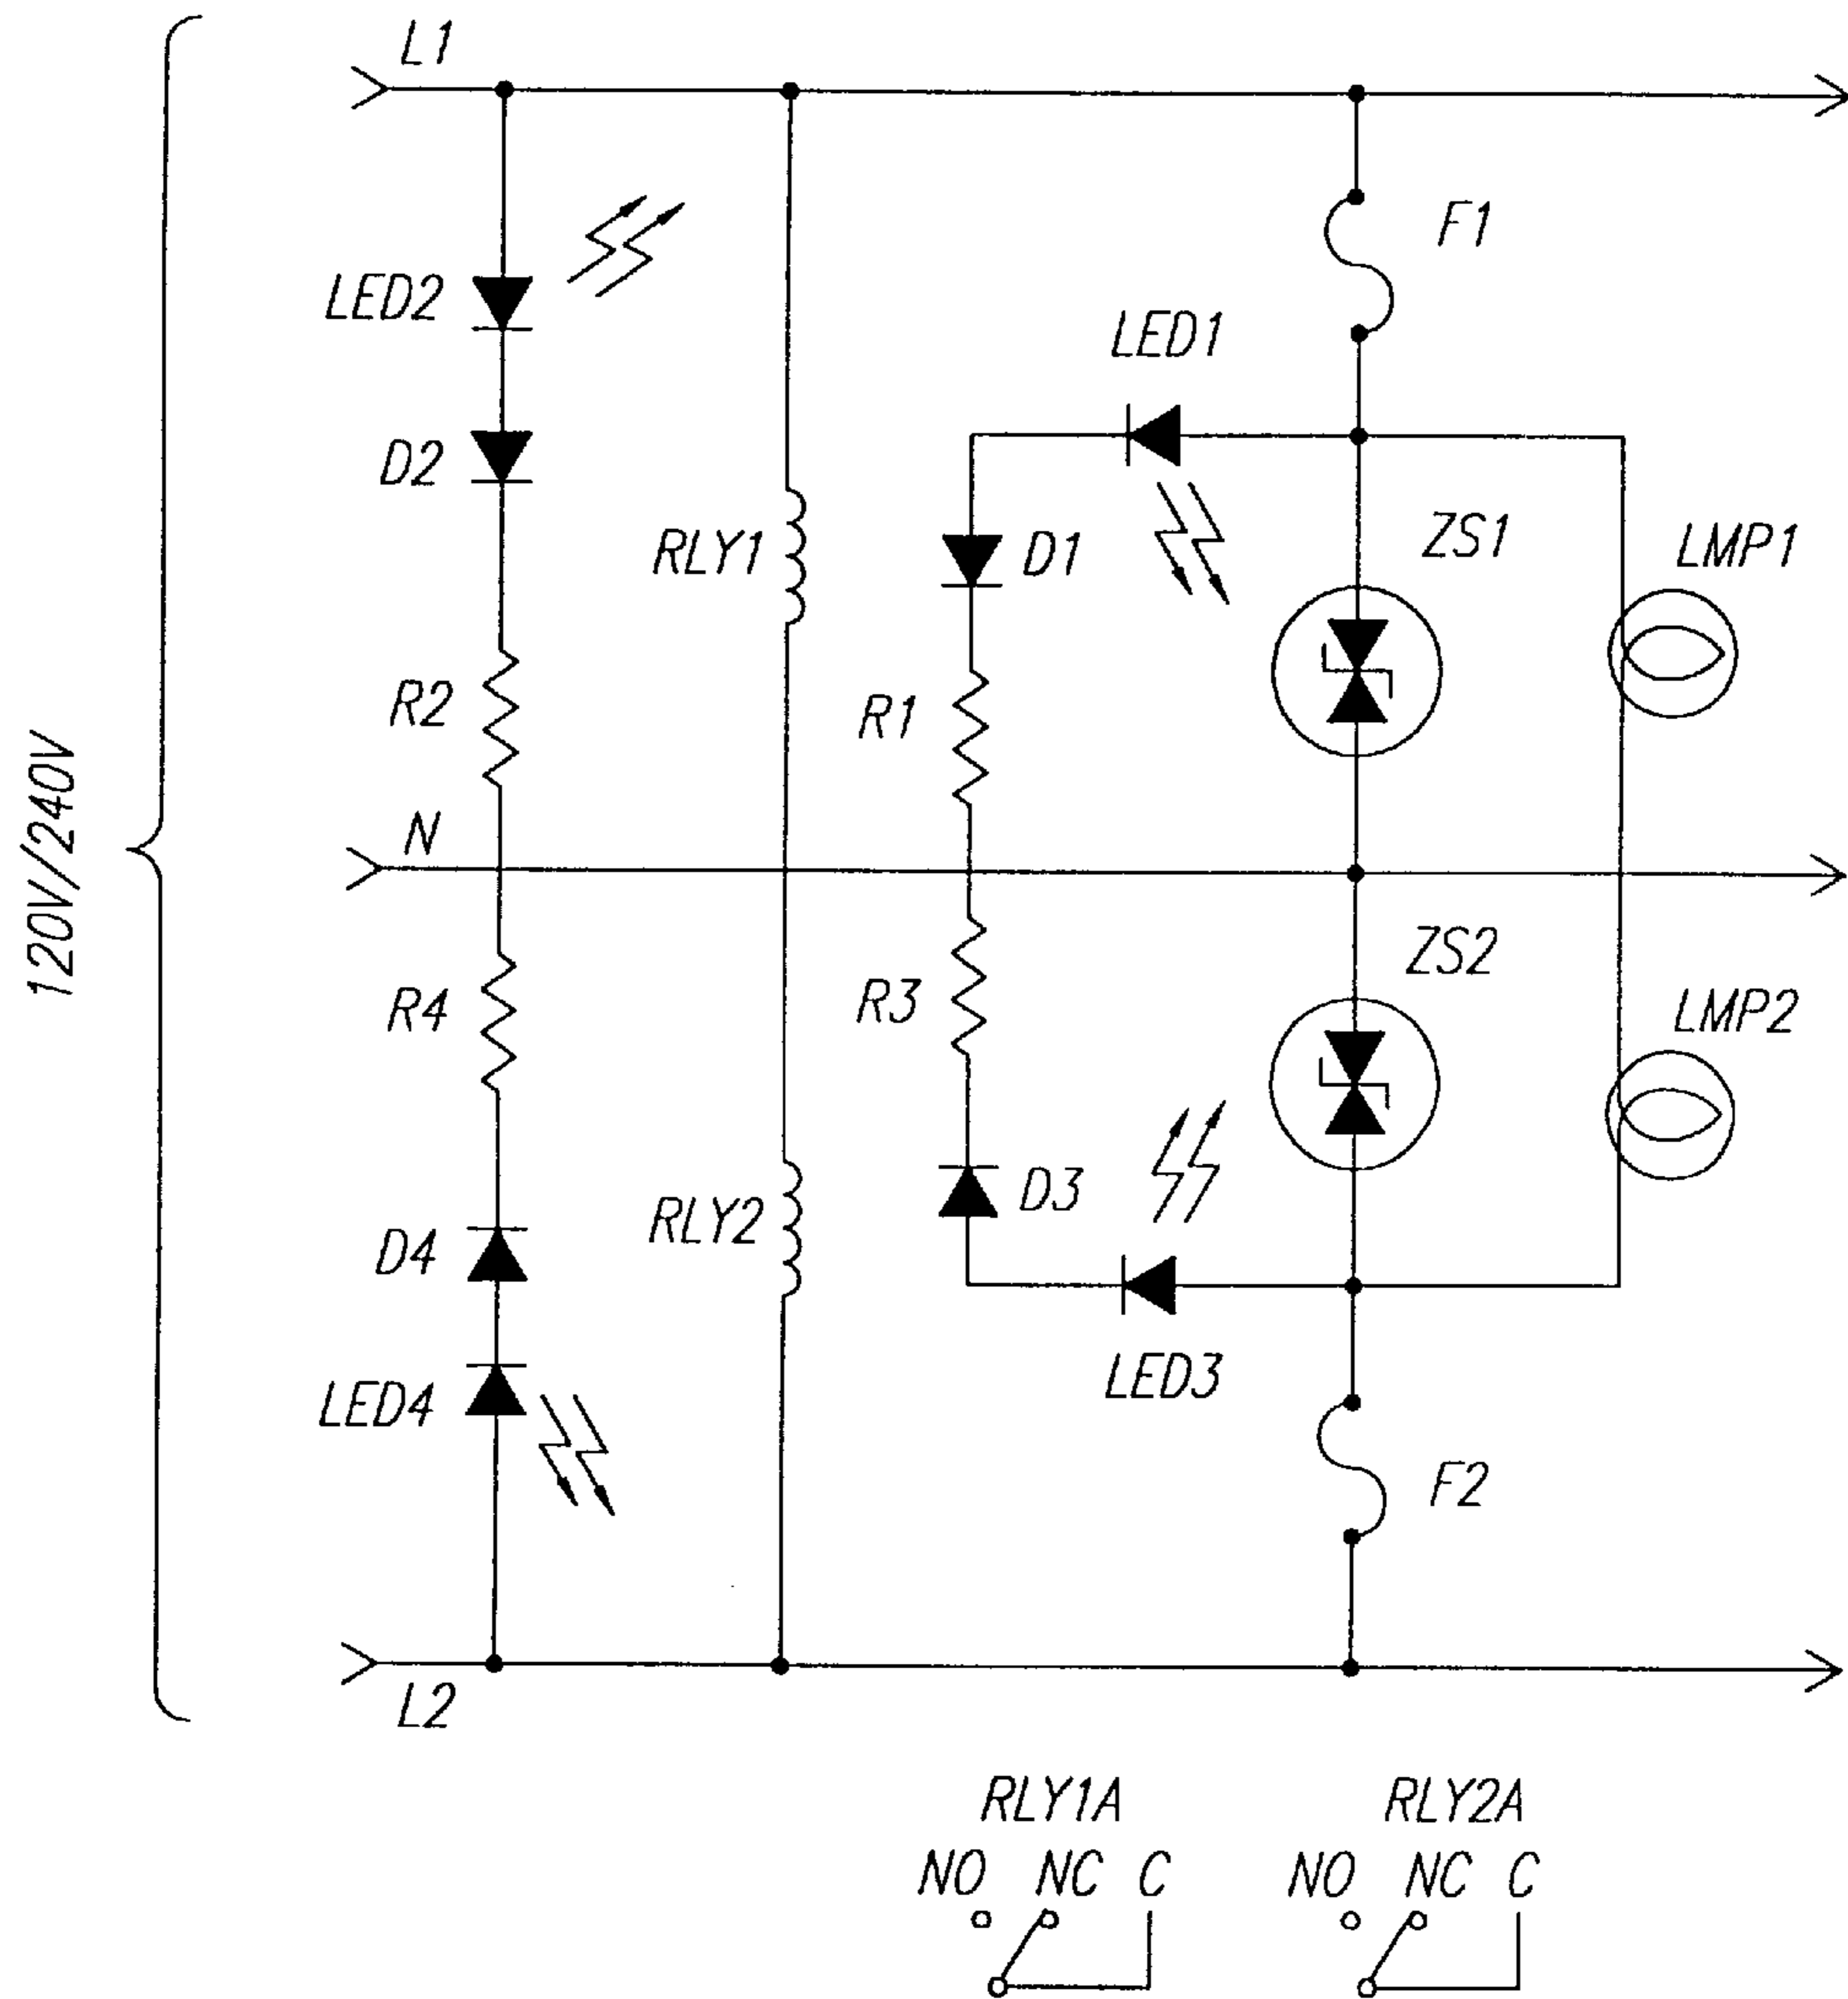 L1
F1
LED2
LED1
D2
ZS1
LMP1
RLY1
D1
R2
R1
120V//240V
N
ZS2
R4
R3
LMP2
D3
RLY2
D4
LED3
LED4
F2
L2
RLY1A
RLY2A
NO NC C
NO NC C